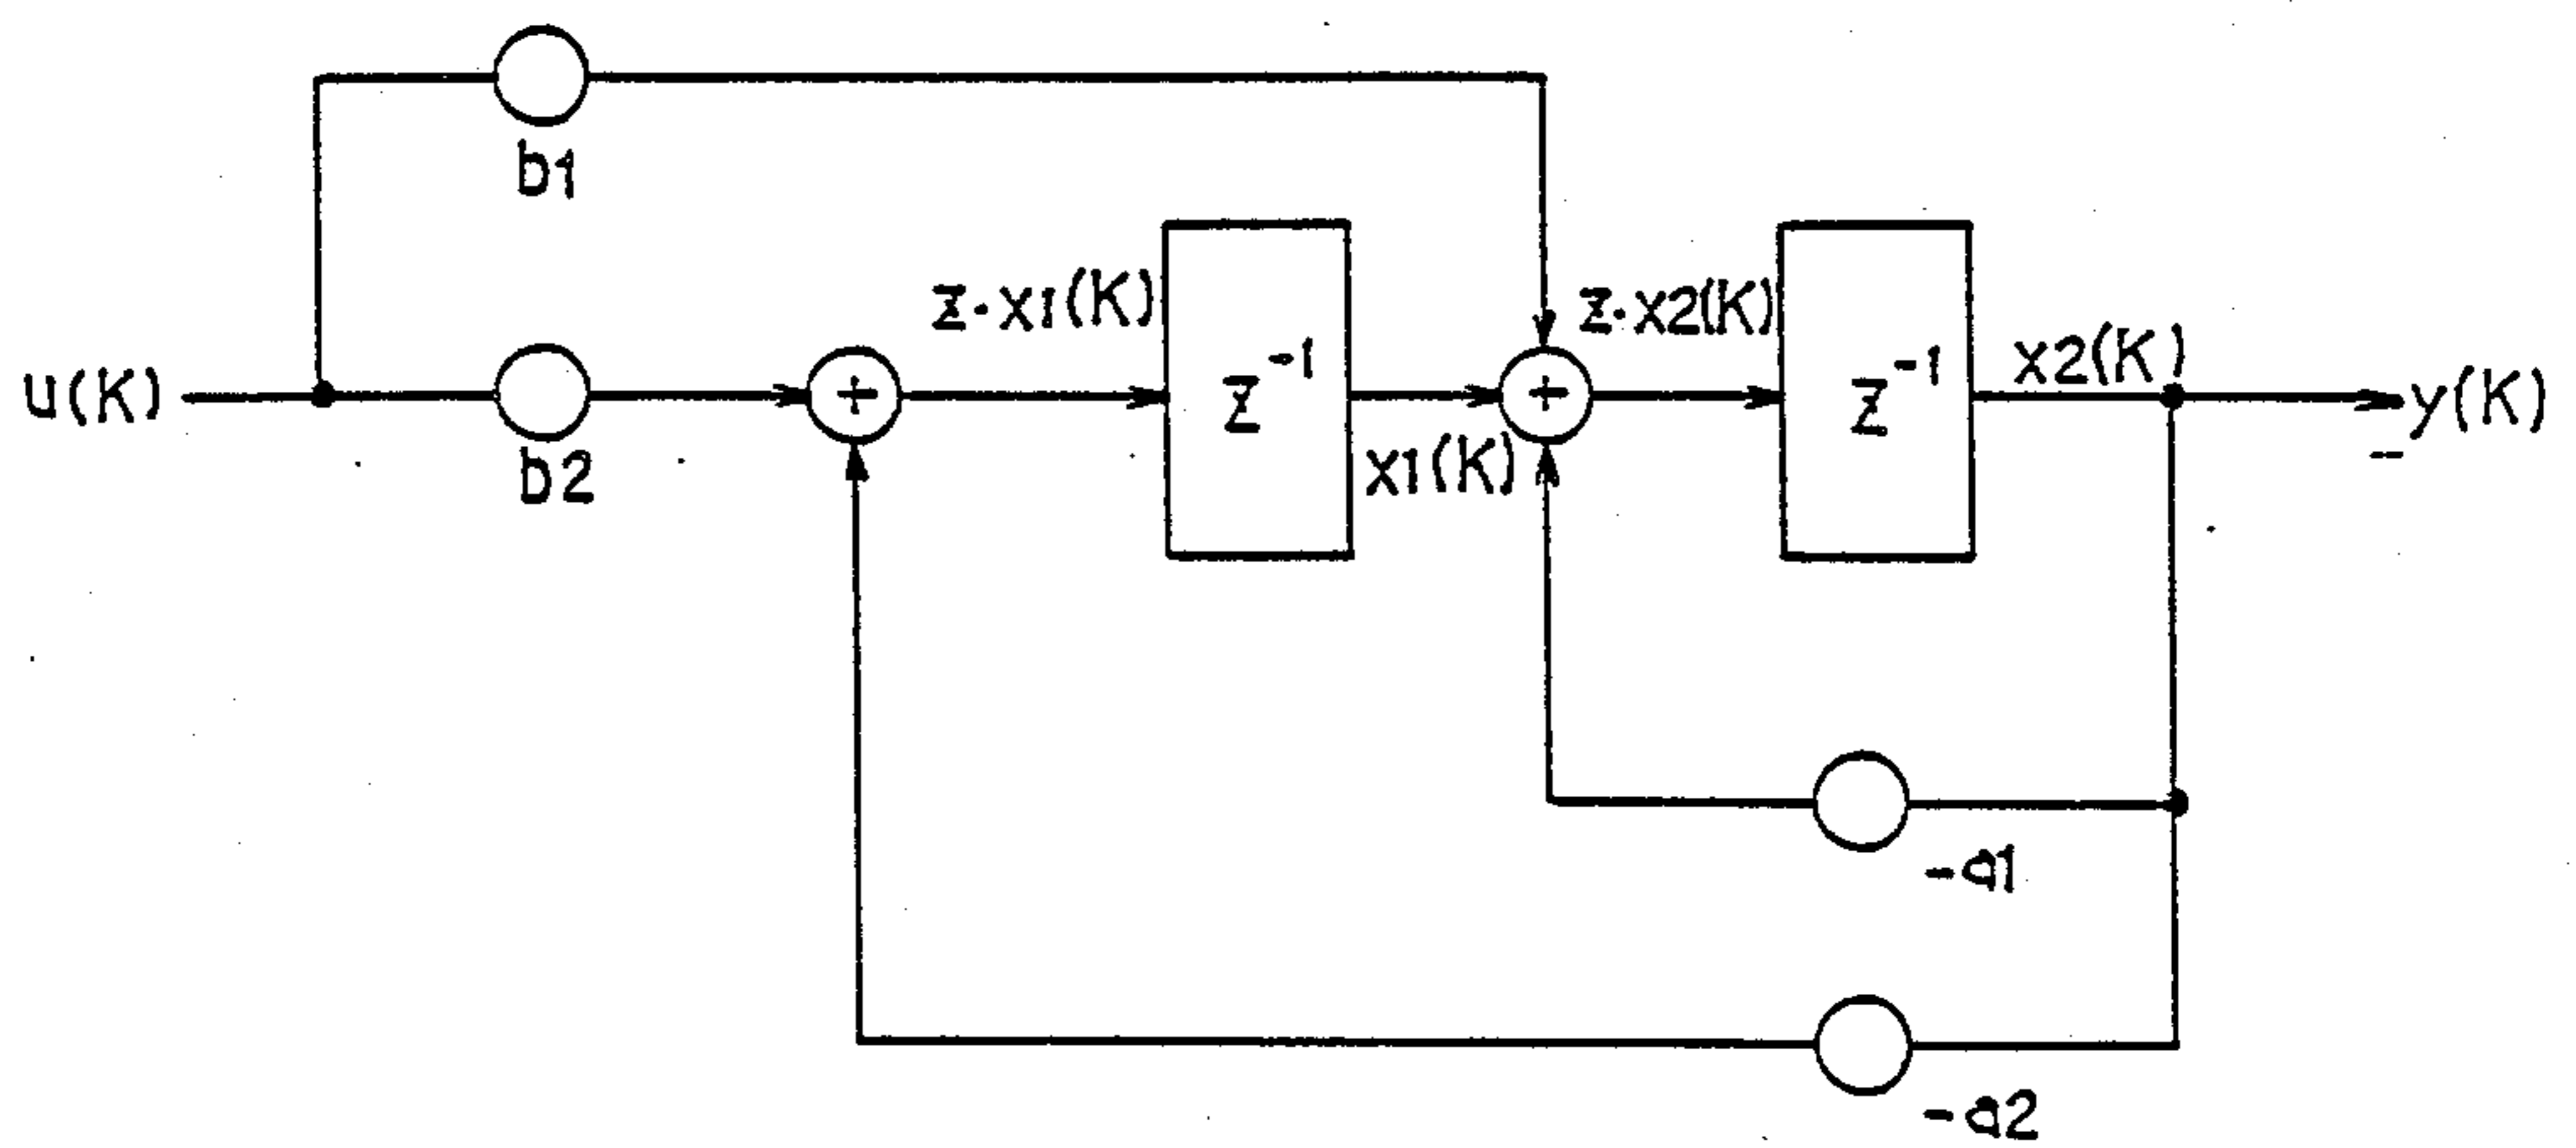 b1
z·x1(K)
z·x2(K)
z⁻¹
z⁻¹
x2(K)
u(K)
+
+
y(K)
b2
x1(K)
-a1
-a2